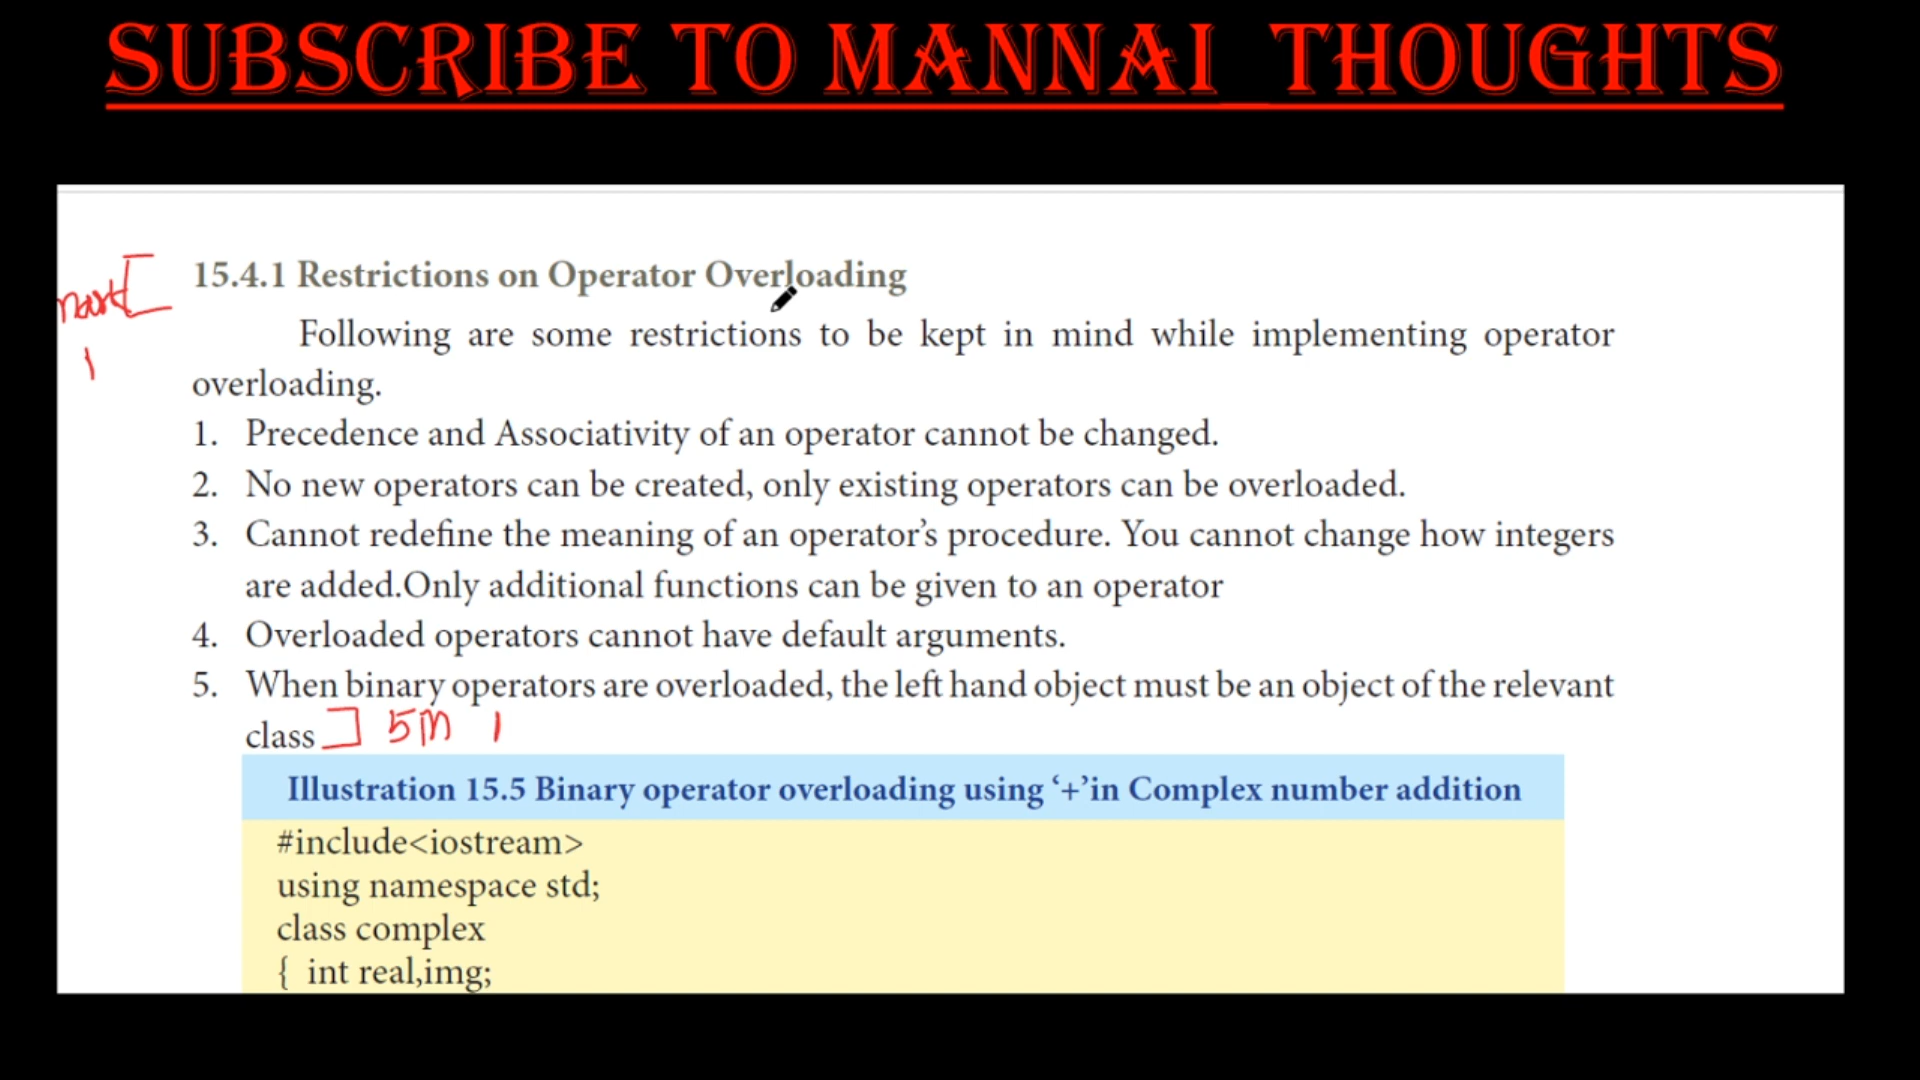 SUBSCRIBE TO MANNAI_THOUGHTS
15.4.1 Restrictions on Operator Overloading
Following are some restrictions to be kept in mind while implementing operator
overloading.
1. Precedence and Associativity of an operator cannot be changed.
2. No new operators can be created, only existing operators can be overloaded.
3. Cannot redefine the meaning of an operator’s procedure. You cannot change how integers
are added.Only additional functions can be given to an operator
4. Overloaded operators cannot have default arguments.
5. When binary operators are overloaded, the left hand object must be an object of the relevant
class ] 5m 1
Illustration 15.5 Binary operator overloading using ‘+’in Complex number addition
#include<iostream>
using namespace std;
class complex
{ int real,img;